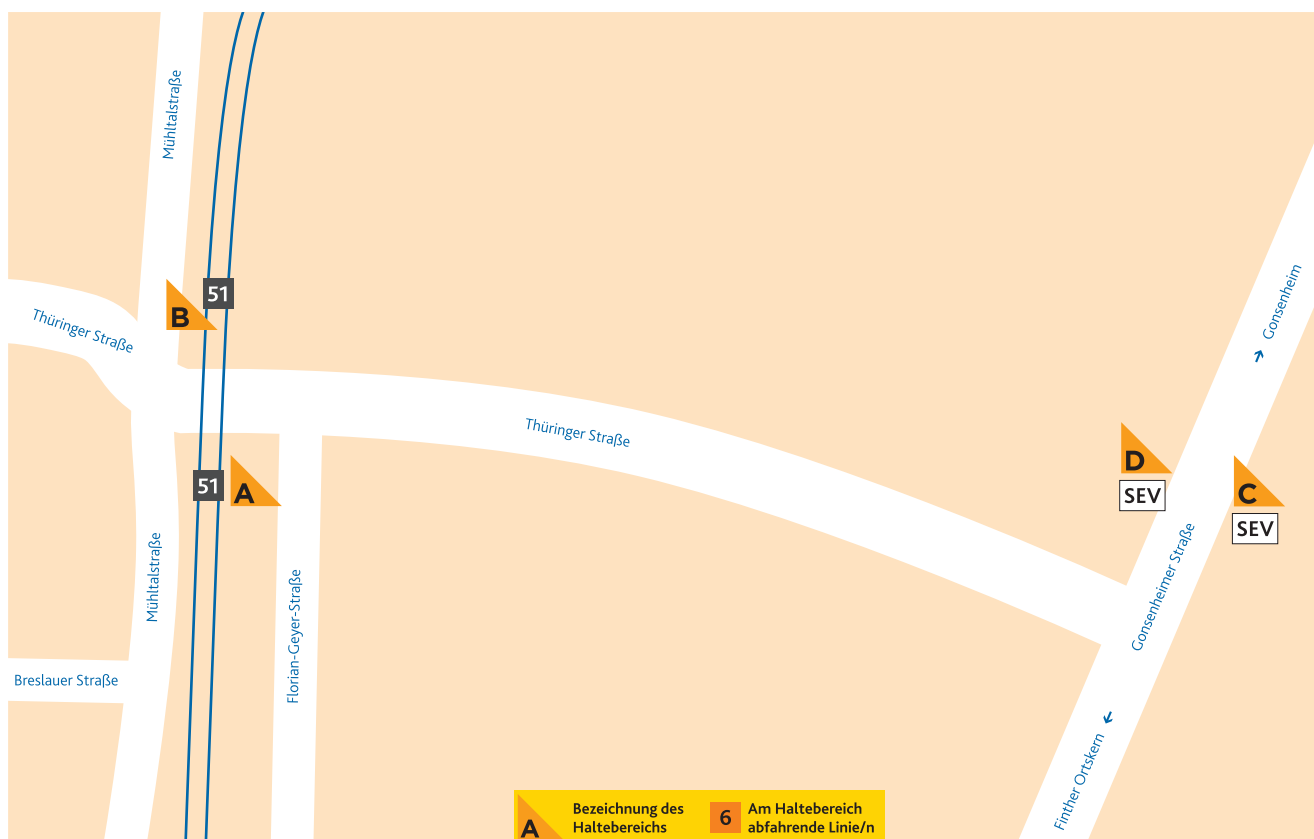 Mühltalstraße
51
B
Thüringer Straße
Gonsenheim
Thüringer Straße
D
SEV
C
SEV
51
A
Mühltalstraße
Florian-Geyer-Straße
Gonsenheimer Straße
Breslauer Straße
Finther Ortskern
A
Bezeichnung des
Haltebereichs
6
Am Haltebereich
abfahrende Linie/n